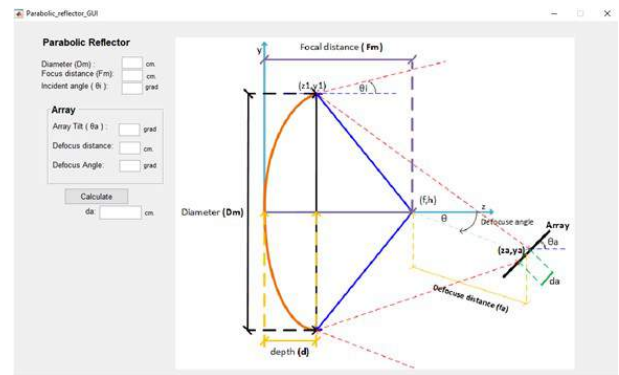 Parabolic_reflector_GUI
Parabolic Reflector
Diameter (Dm) : cm.
Focus distance (Fm): cm.
Incident angle ( θi ): grad
Array
Array Tilt ( θa ) : grad
Defocus distance: cm.
Defocus Angle: grad
Calculate
da: cm.
y
Focal distance ( Fm)
(z1,y1)
θi
Diameter (Dm)
(f,h)
z
θ
Defocuse angle
Array
(za,ya)
θa
da
Defocuse distance (fa)
depth (d)